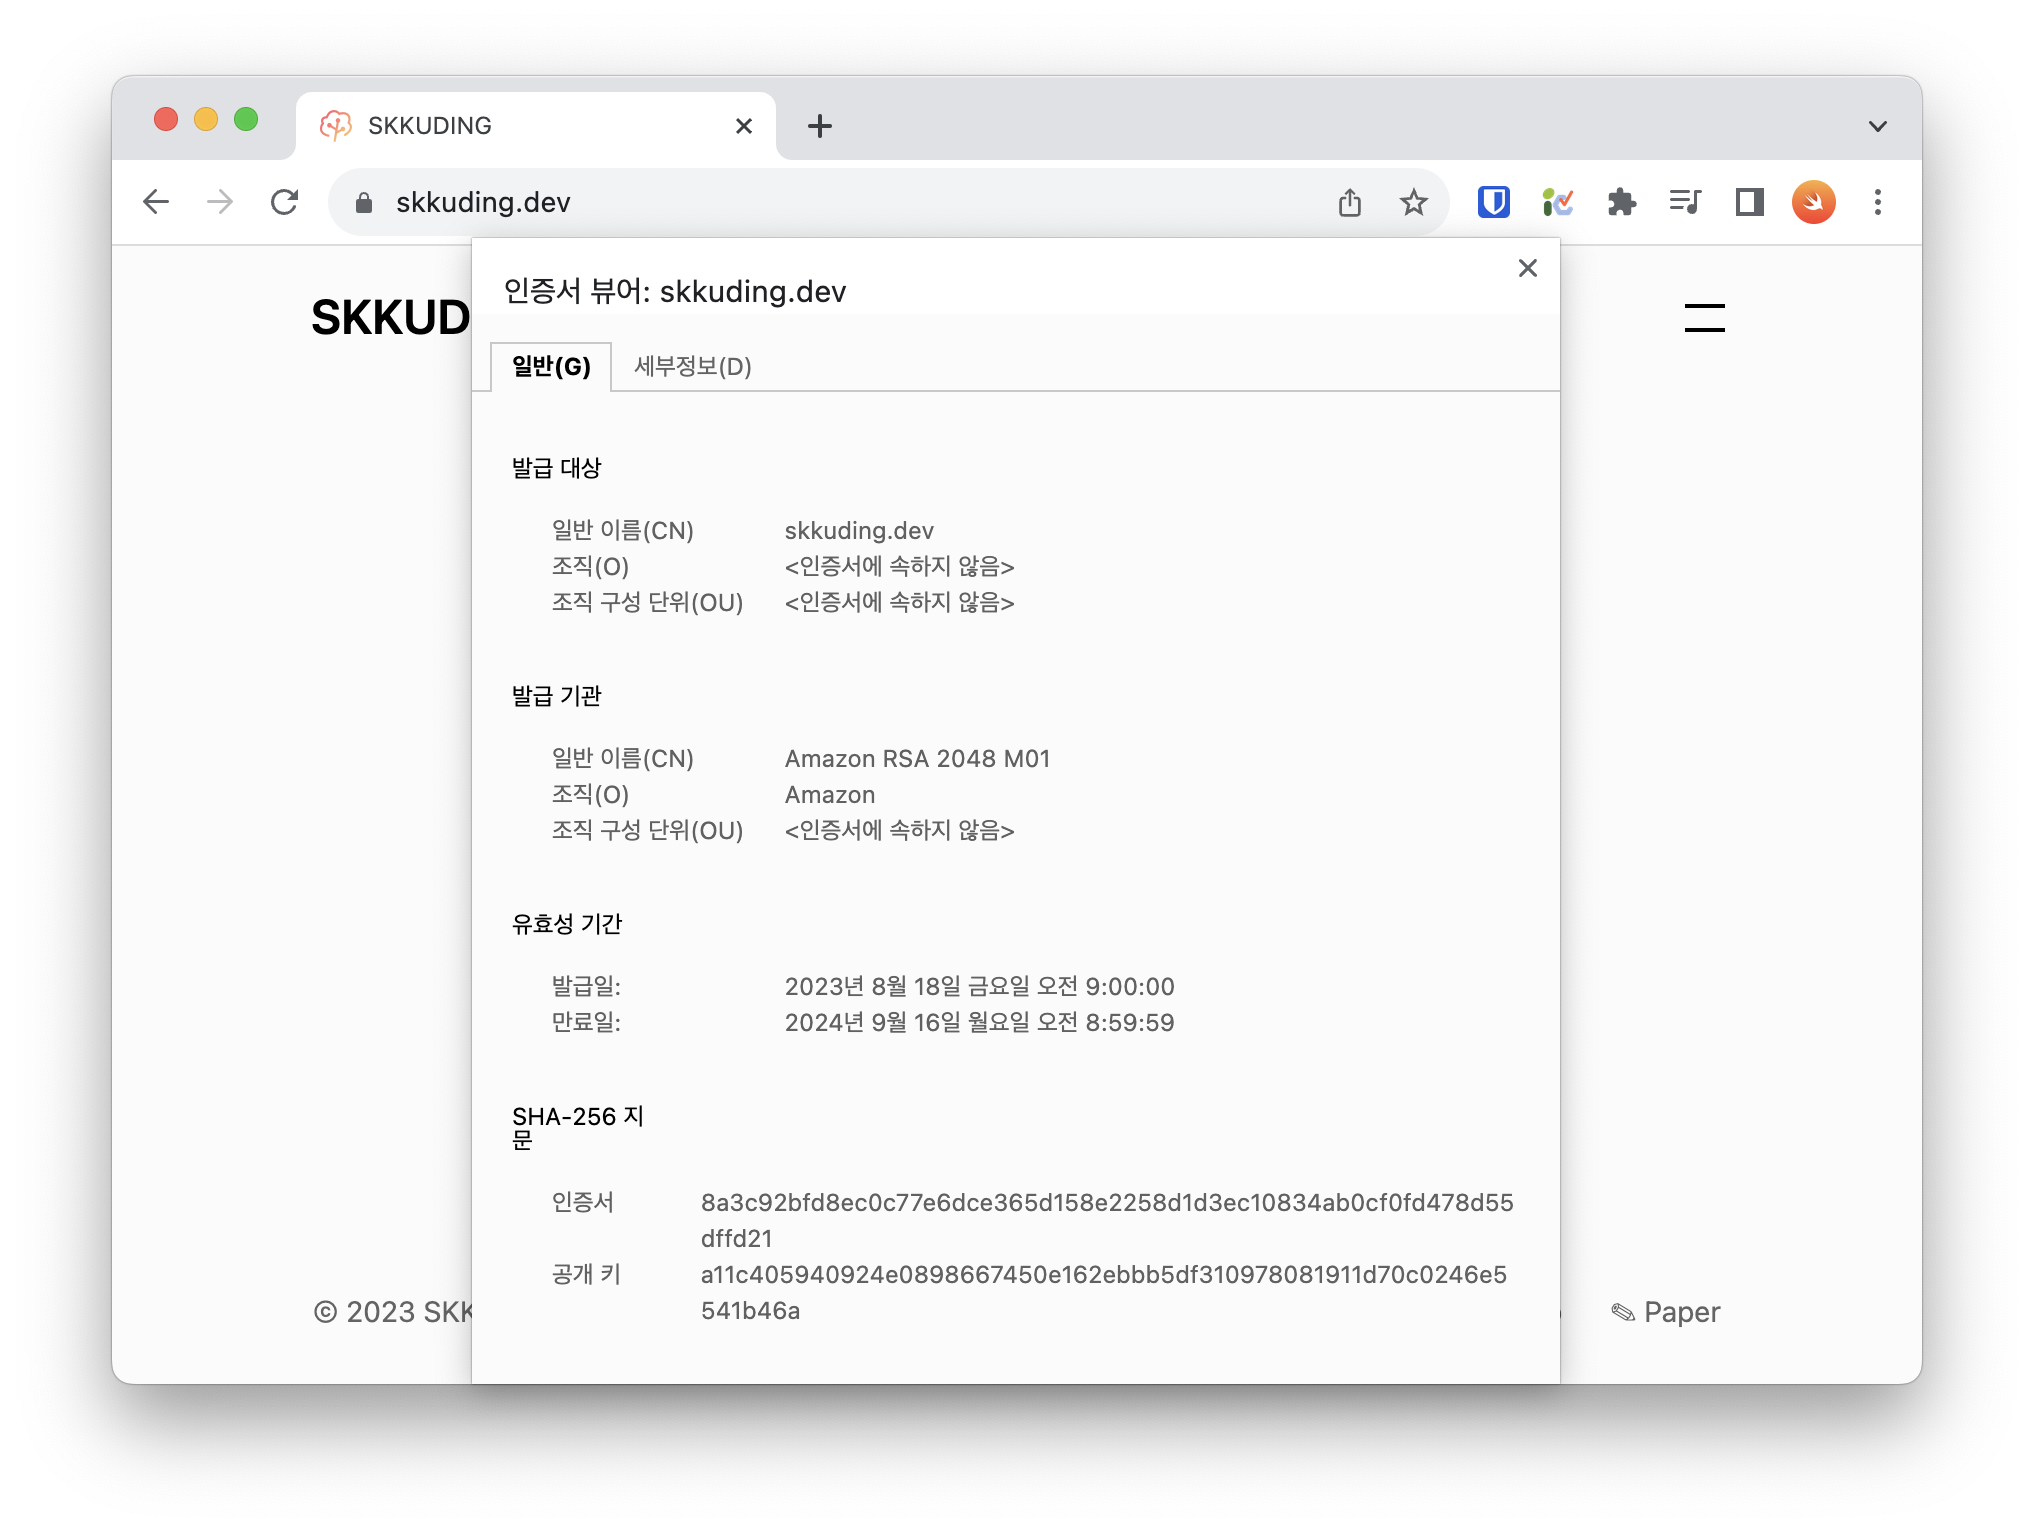 SKKUDING
skkuding.dev
SKKUD
인증서 뷰어: skkuding.dev
일반(G) 세부정보(D)
발급 대상
일반 이름(CN) skkuding.dev
조직(O) <인증서에 속하지 않음>
조직 구성 단위(OU) <인증서에 속하지 않음>
발급 기관
일반 이름(CN) Amazon RSA 2048 M01
조직(O) Amazon
조직 구성 단위(OU) <인증서에 속하지 않음>
유효성 기간
발급일: 2023년 8월 18일 금요일 오전 9:00:00
만료일: 2024년 9월 16일 월요일 오전 8:59:59
SHA-256 지
문
인증서 8a3c92bfd8ec0c77e6dce365d158e2258d1d3ec10834ab0cf0fd478d55
dffd21
공개 키 a11c405940924e0898667450e162ebbb5df310978081911d70c0246e5
541b46a
© 2023 SKK ✎ Paper